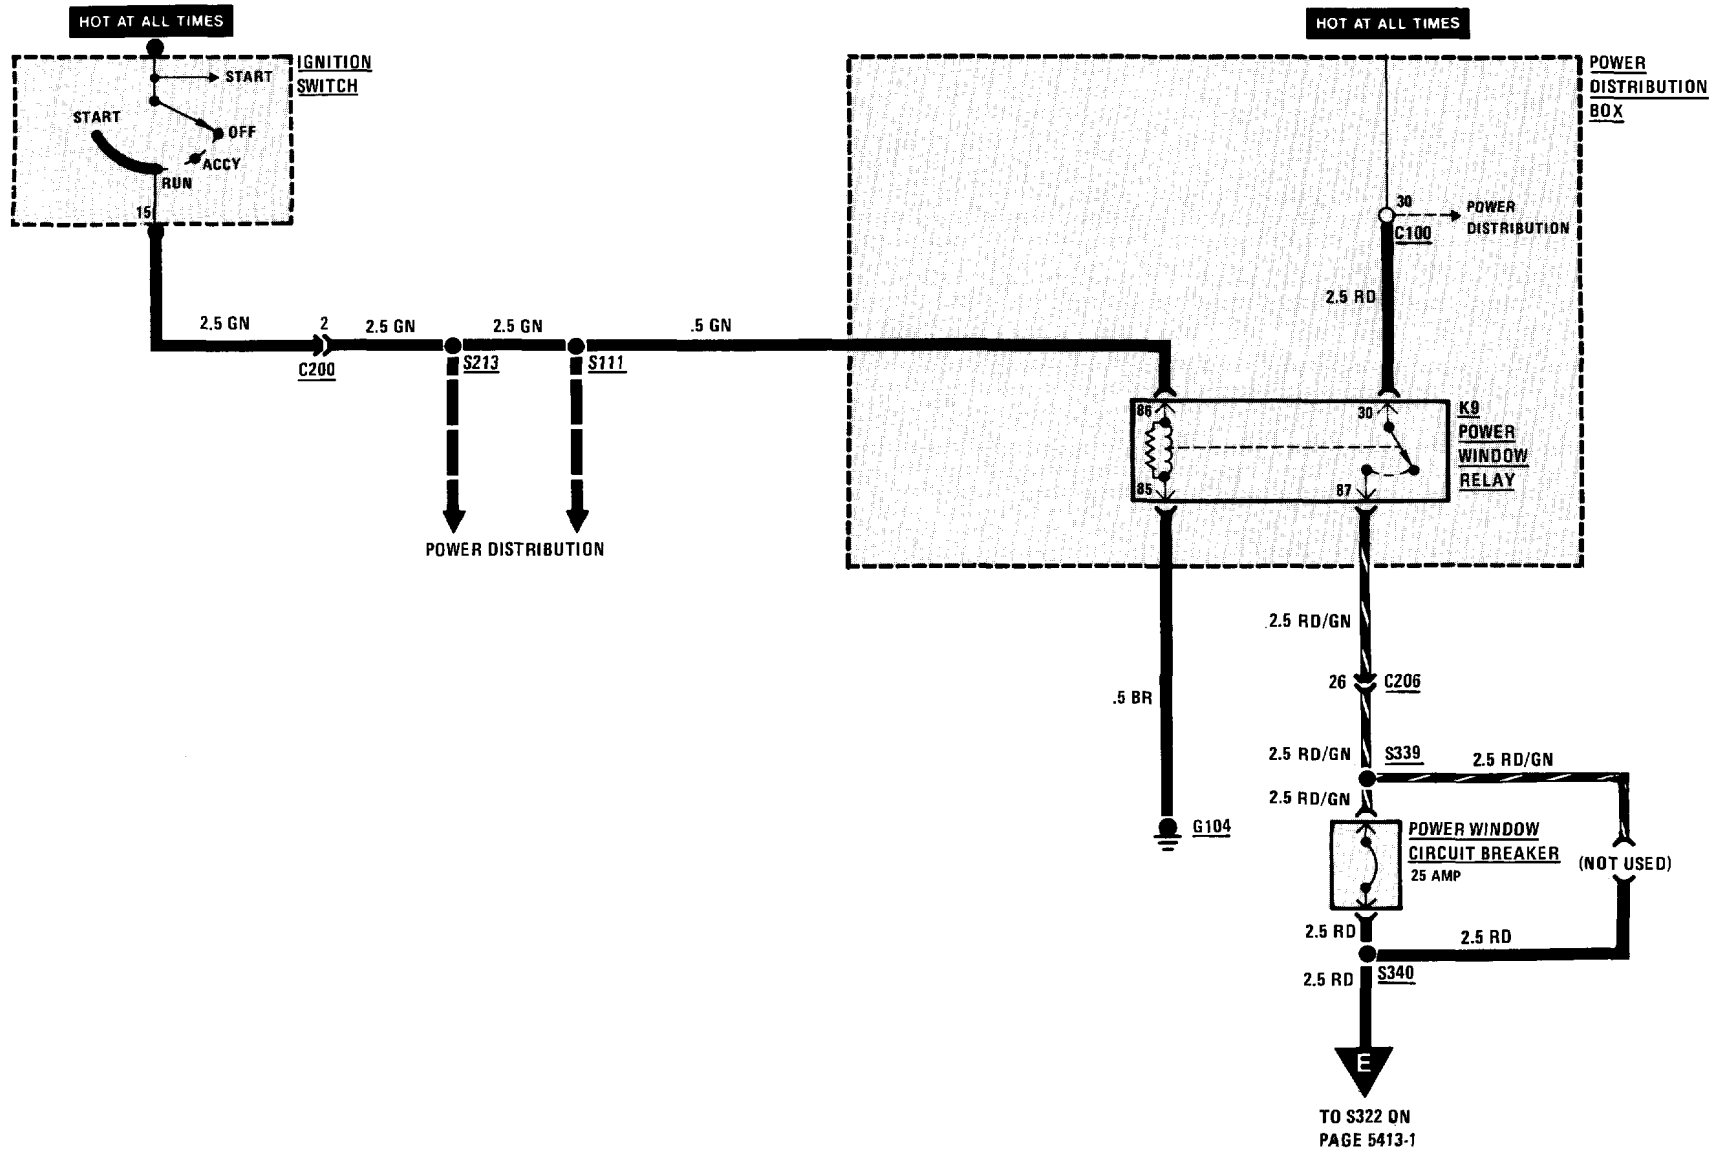 HOT AT ALL TIMES
HOT AT ALL TIMES
IGNITION
SWITCH
START
START
OFF
ACCY
RUN
15
POWER
DISTRIBUTION
BOX
30
C100
POWER
DISTRIBUTION
2.5 RD
2.5 GN
2
C200
2.5 GN
S213
2.5 GN
S111
.5 GN
POWER DISTRIBUTION
86
85
30
87
K9
POWER
WINDOW
RELAY
2.5 RD/GN
26
C206
.5 BR
2.5 RD/GN
S339
2.5 RD/GN
2.5 RD/GN
G104
POWER WINDOW
CIRCUIT BREAKER
25 AMP
(NOT USED)
2.5 RD
2.5 RD
2.5 RD
S340
E
TO S322 ON
PAGE 5413-1